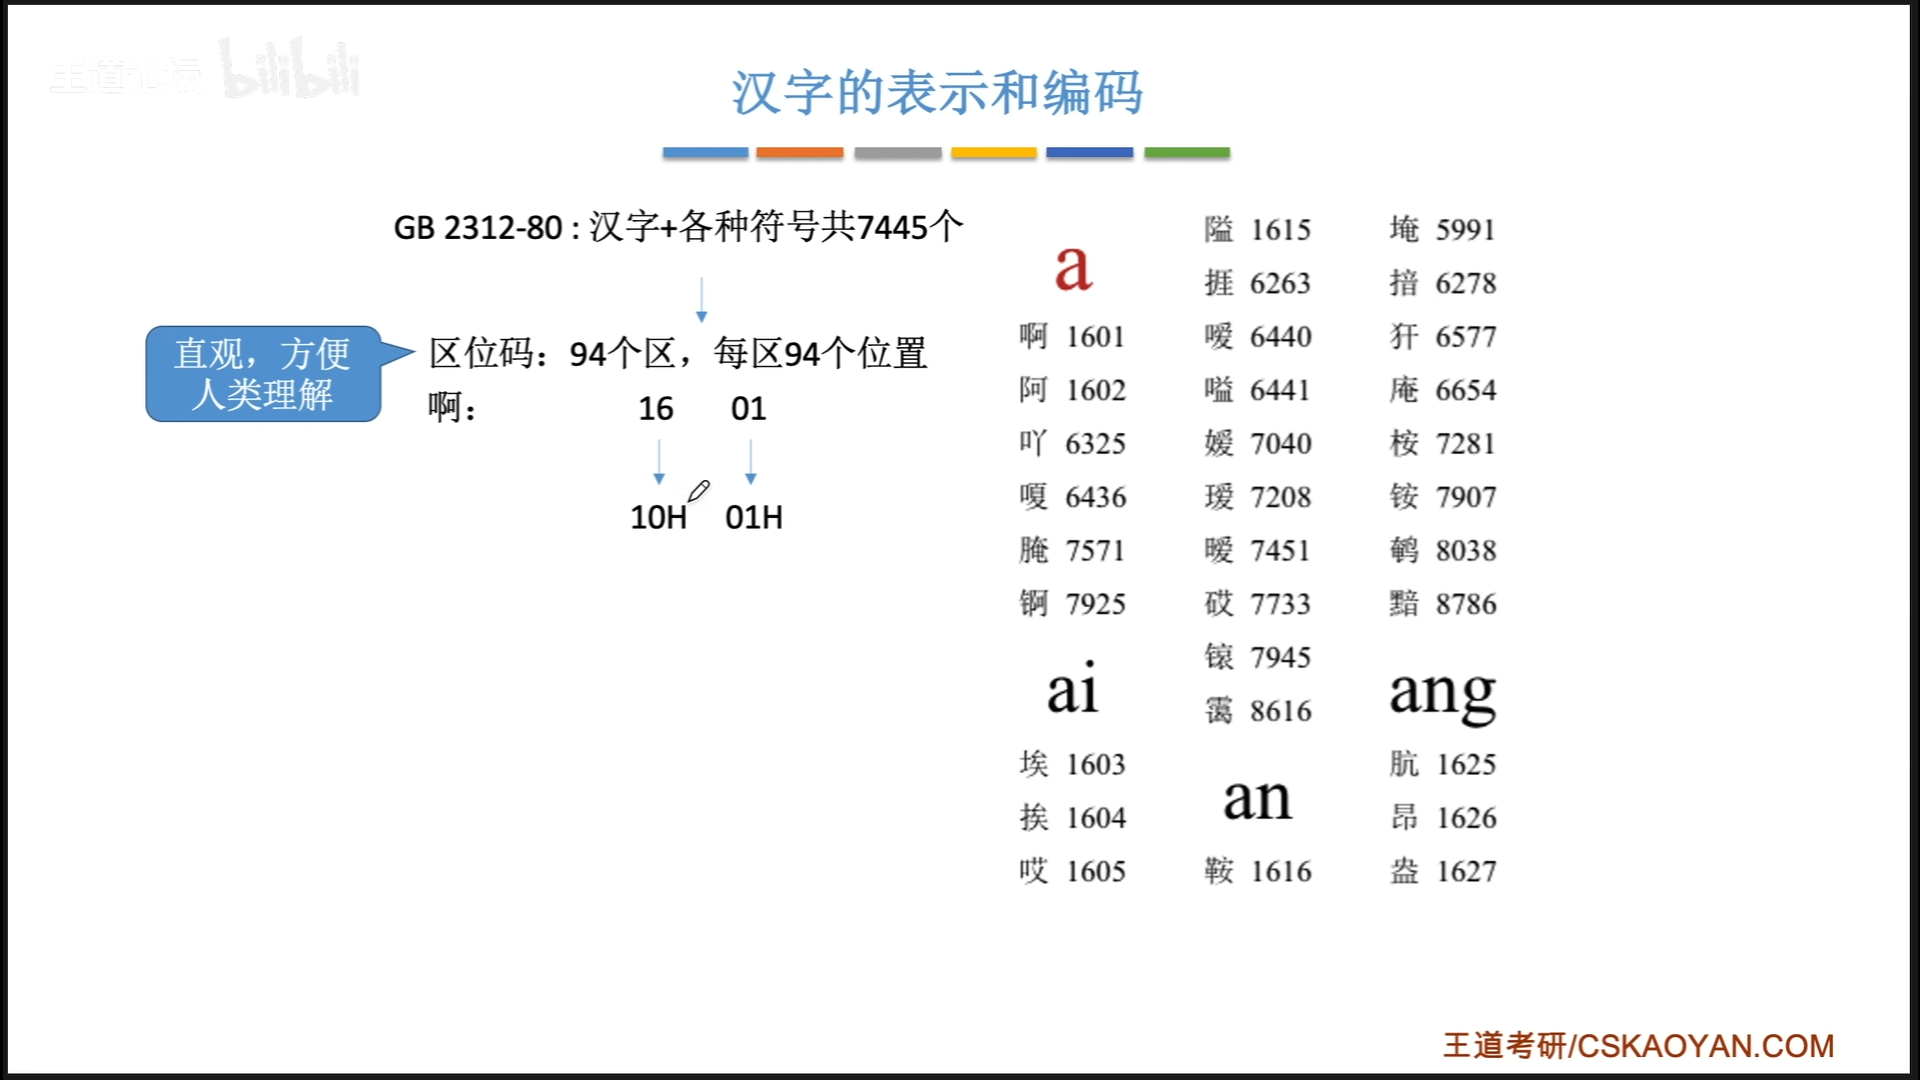 王道论坛 bilibili
汉字的表示和编码
GB 2312-80 : 汉字+各种符号共7445个
直观，方便
人类理解
区位码：94个区，每区94个位置
啊： 16 01
10H 01H
a
啊 1601
阿 1602
吖 6325
嗄 6436
腌 7571
锕 7925
ai
埃 1603
挨 1604
哎 1605
隘 1615
捱 6263
嗳 6440
嗌 6441
嫒 7040
瑷 7208
暧 7451
砹 7733
锿 7945
霭 8616
an
鞍 1616
埯 5991
揞 6278
犴 6577
庵 6654
桉 7281
铵 7907
鹌 8038
黯 8786
ang
肮 1625
昂 1626
盎 1627
王道考研/CSKAOYAN.COM